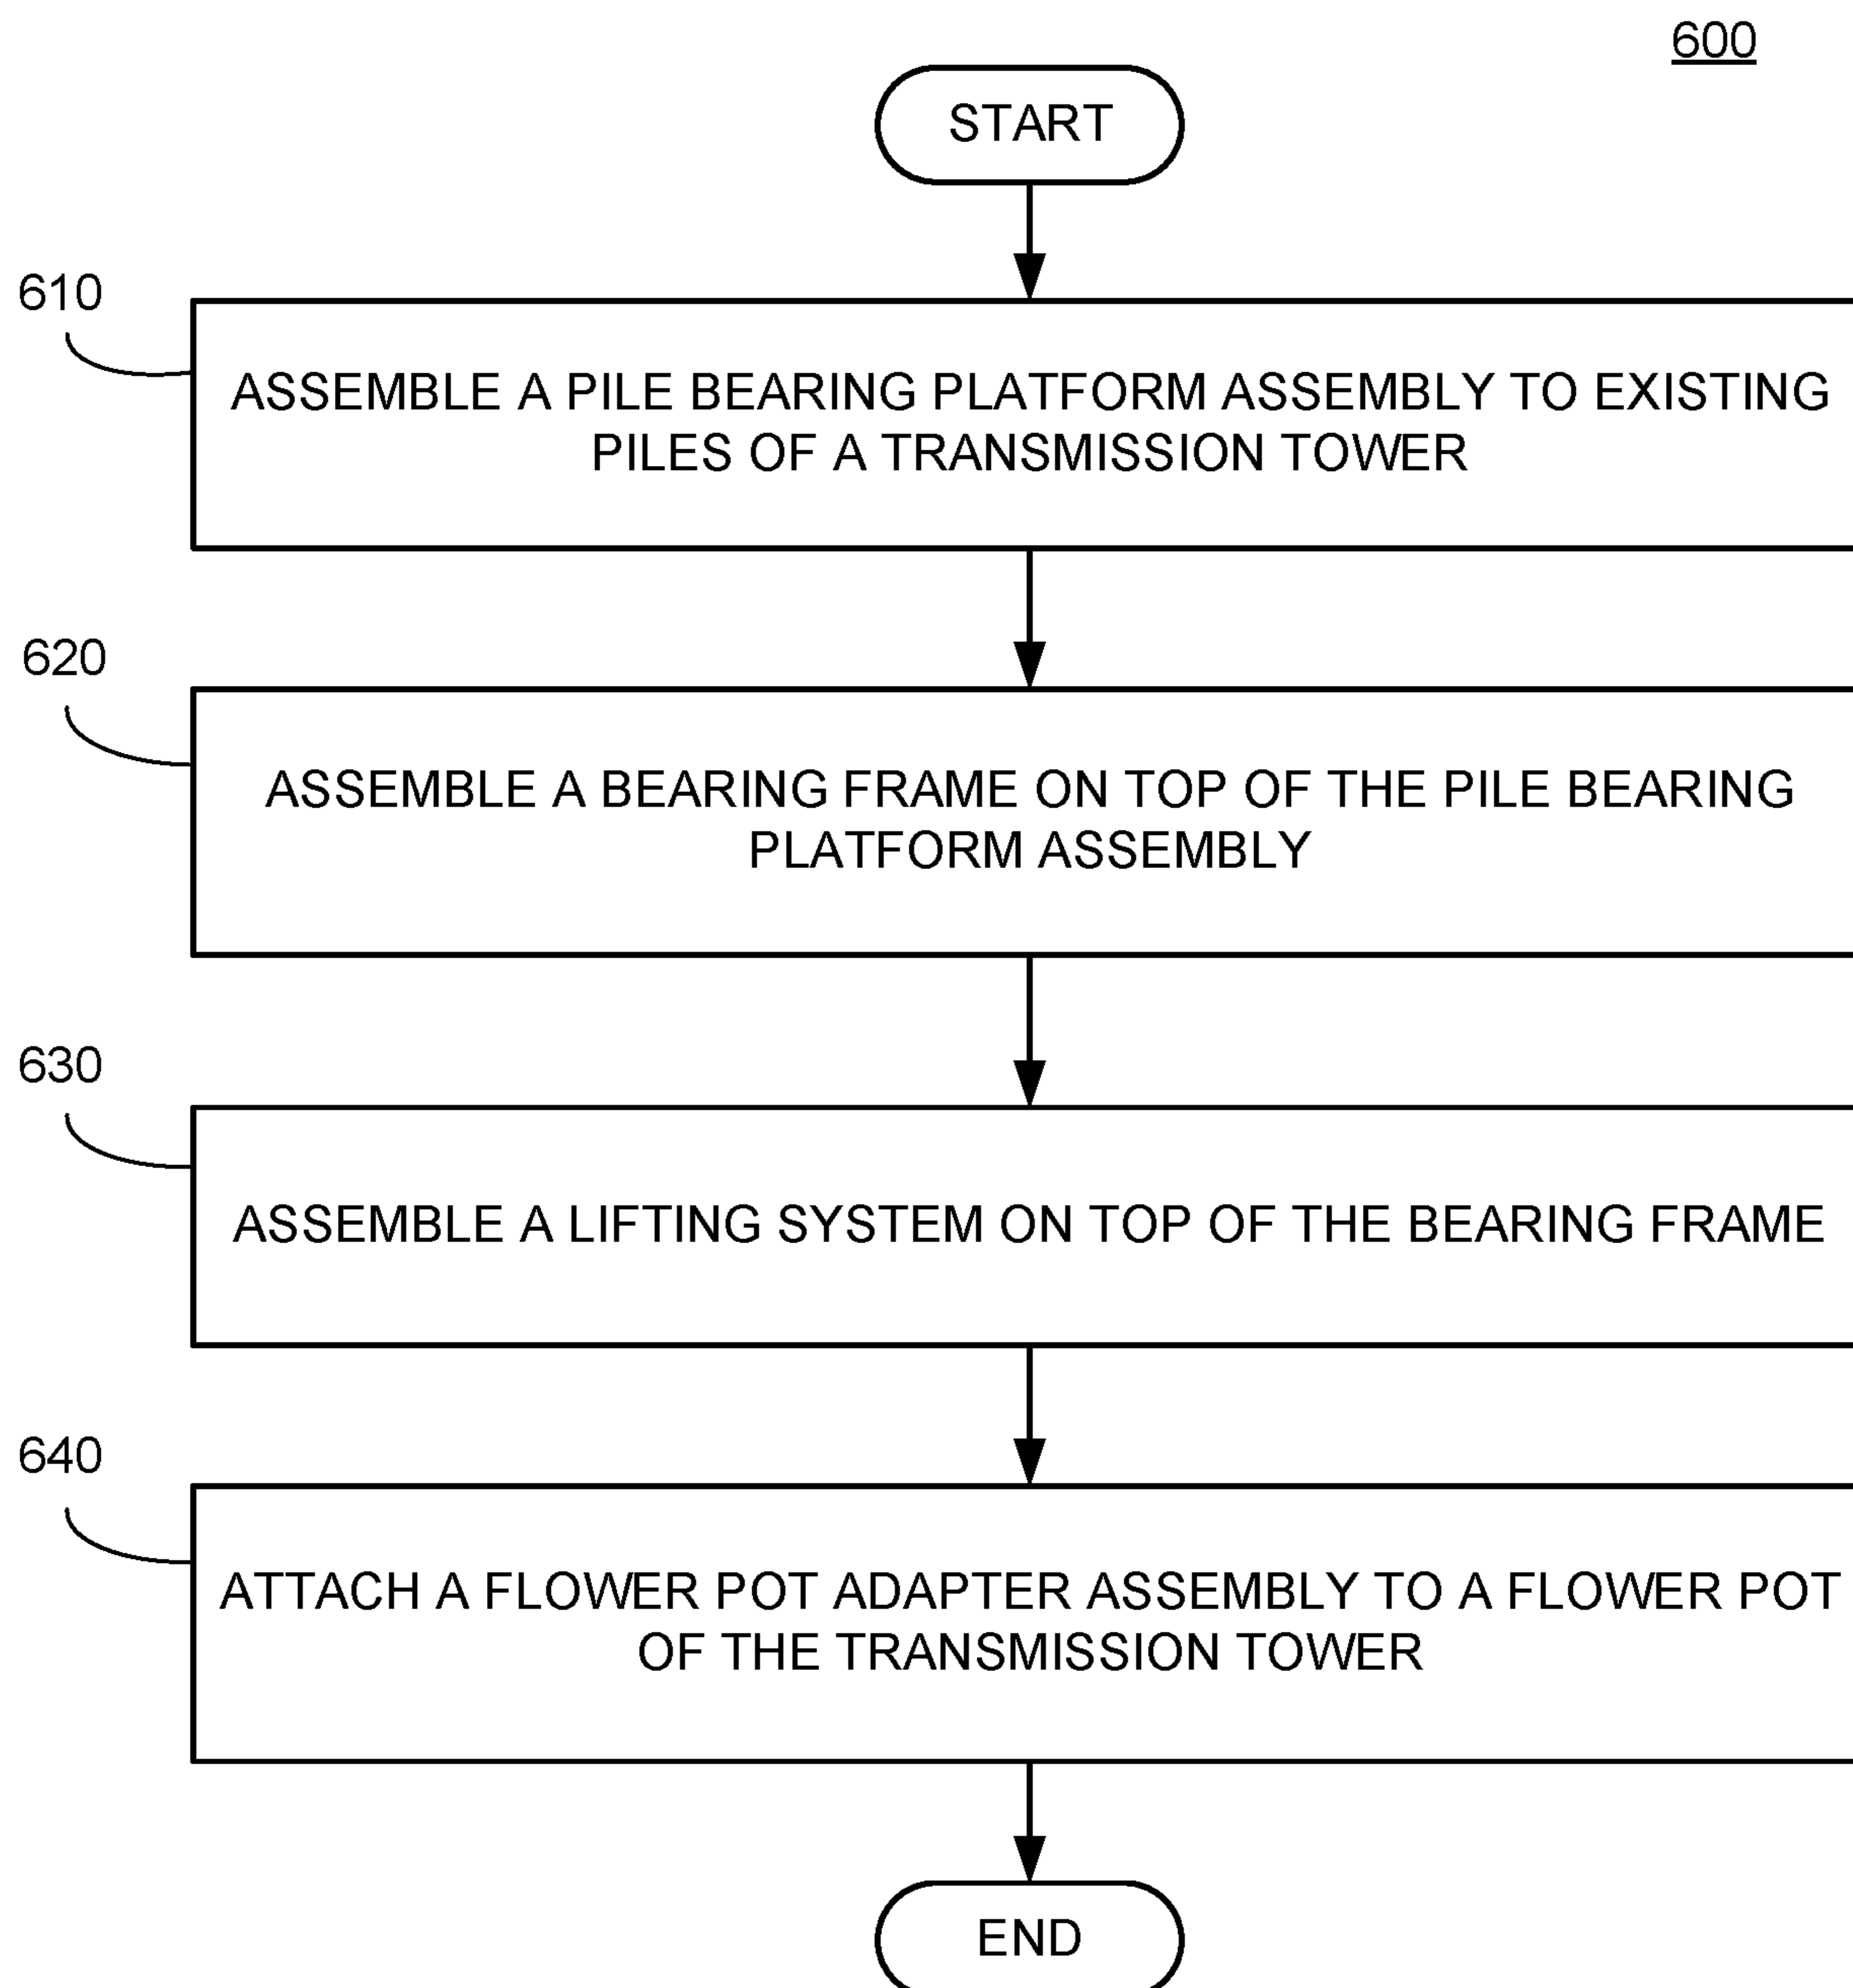 600
START
610
ASSEMBLE A PILE BEARING PLATFORM ASSEMBLY TO EXISTING
PILES OF A TRANSMISSION TOWER
620
ASSEMBLE A BEARING FRAME ON TOP OF THE PILE BEARING
PLATFORM ASSEMBLY
630
ASSEMBLE A LIFTING SYSTEM ON TOP OF THE BEARING FRAME
640
ATTACH A FLOWER POT ADAPTER ASSEMBLY TO A FLOWER POT
OF THE TRANSMISSION TOWER
END